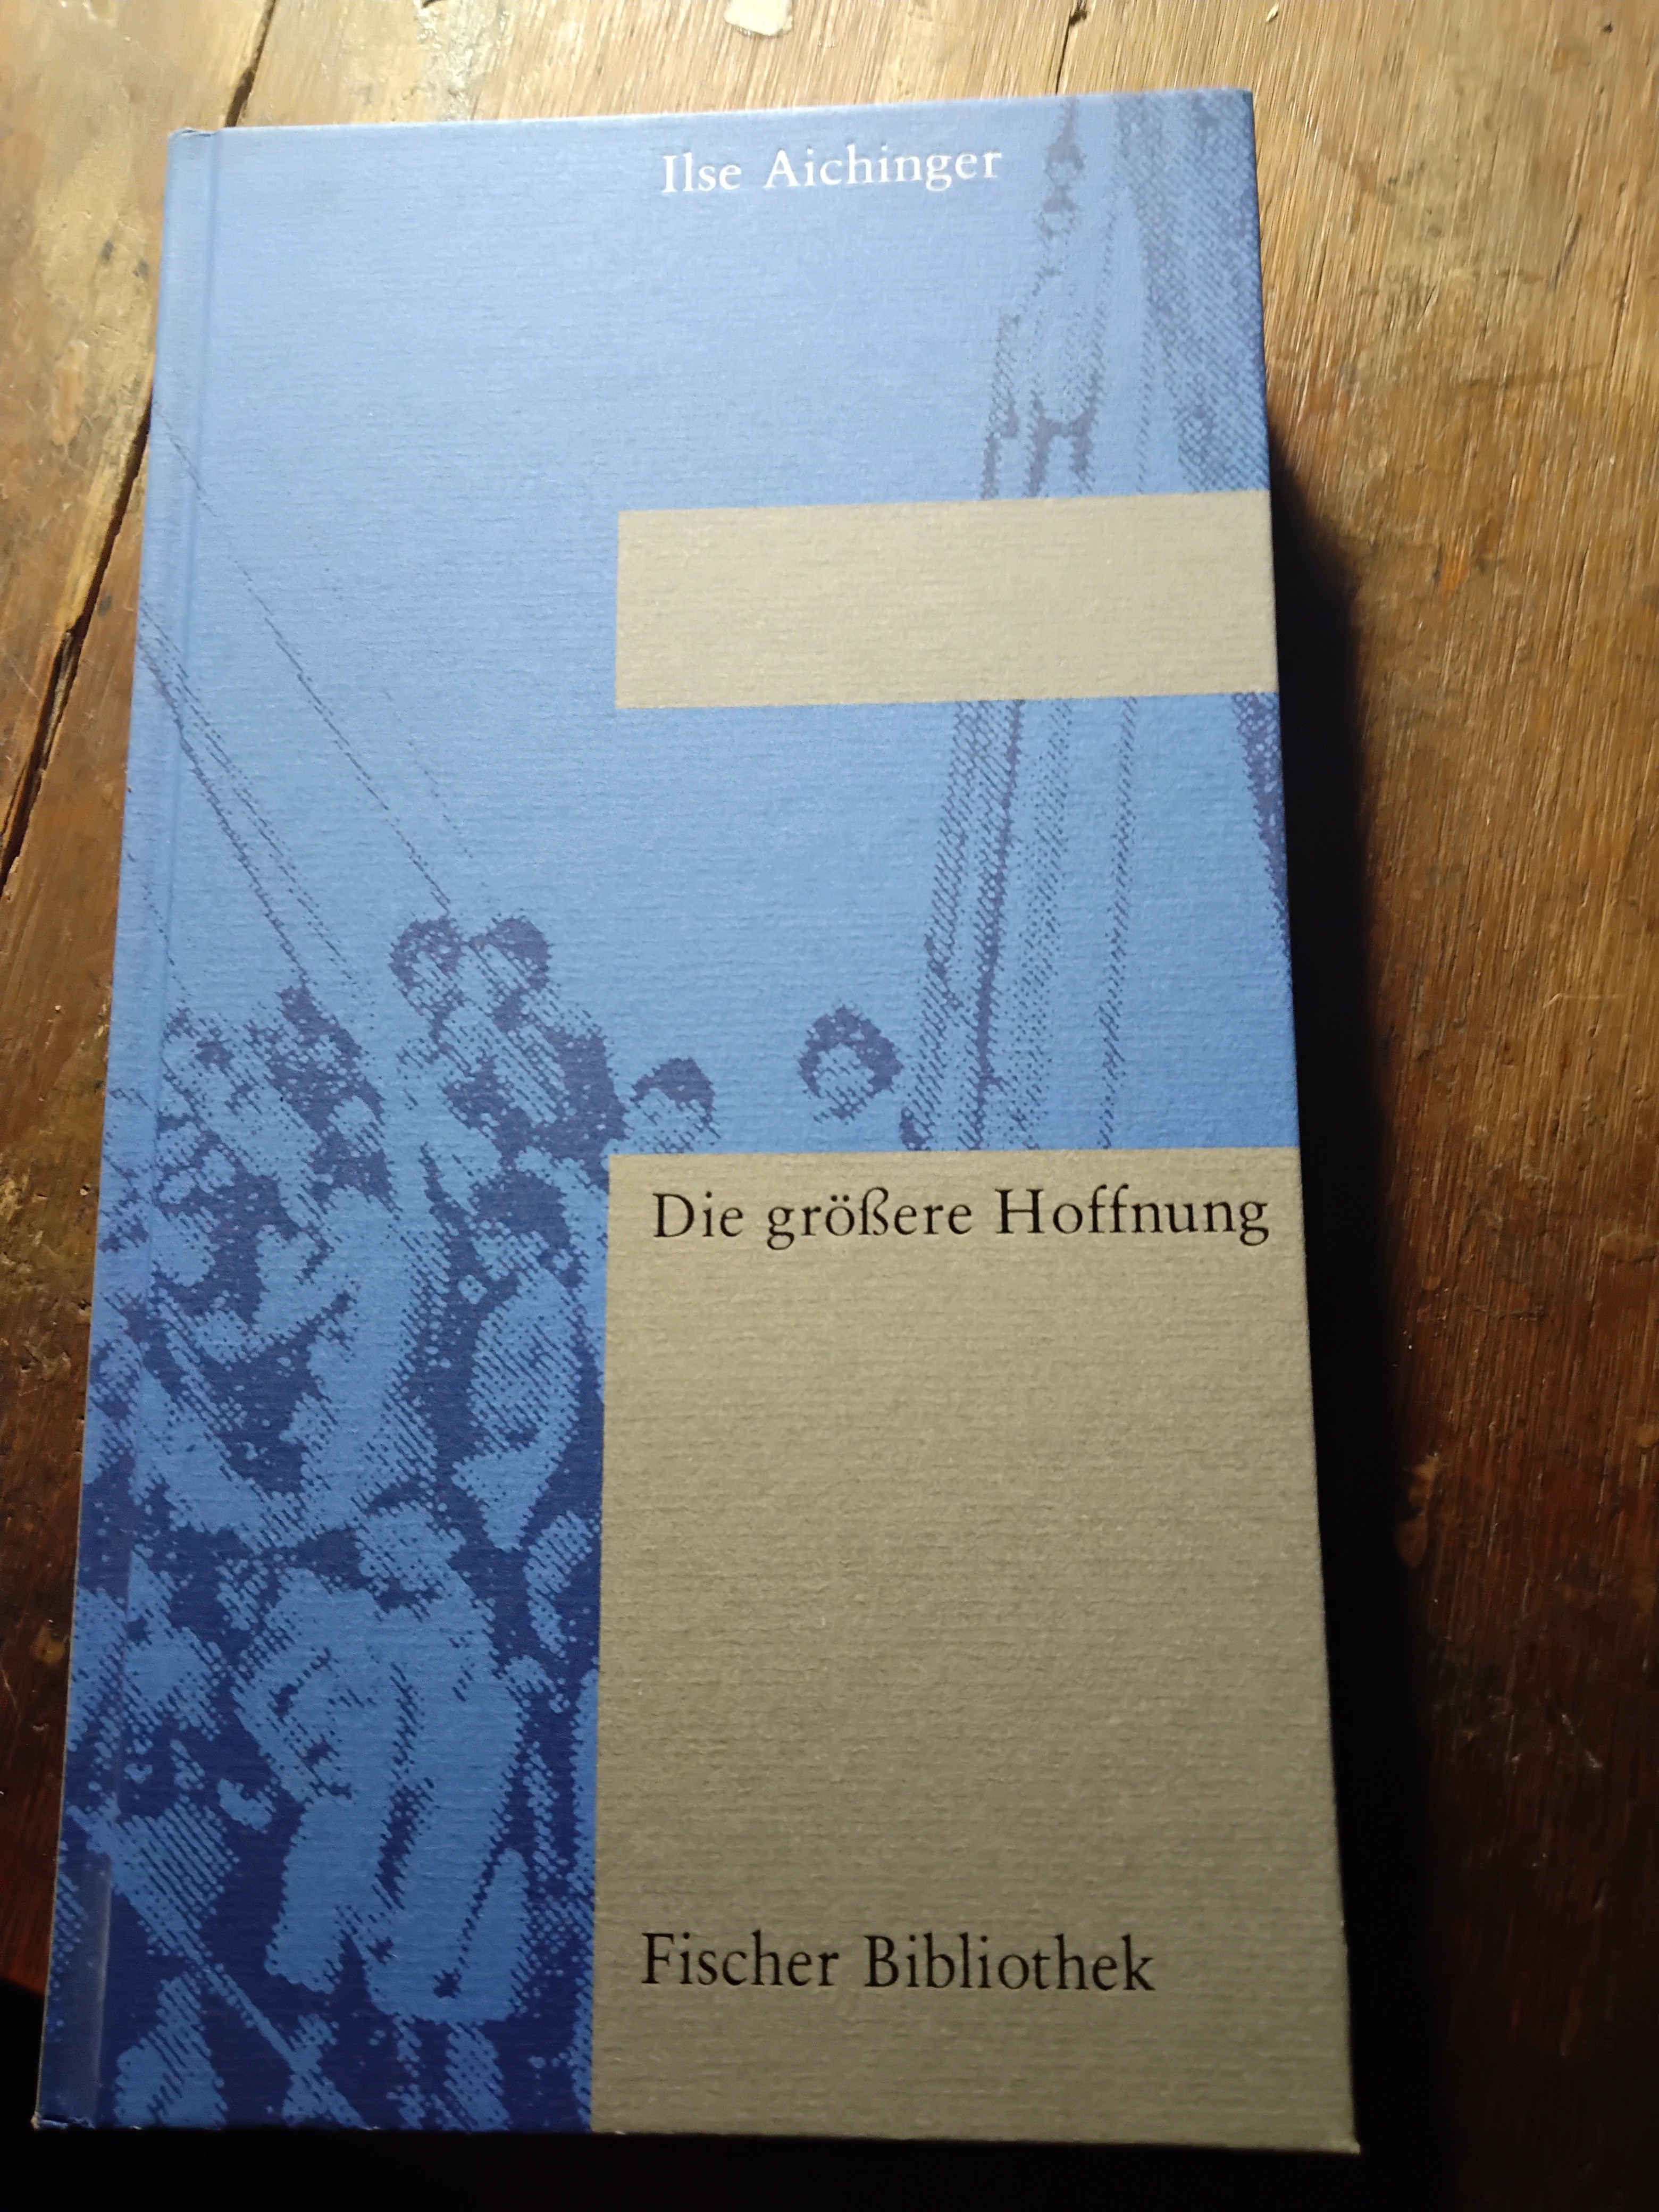 Ilse Aichinger
Die größere Hoffnung
Fischer Bibliothek